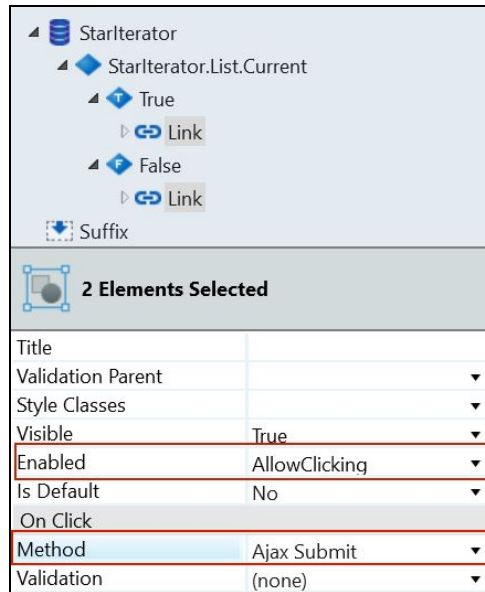 StarIterator
StarIterator.List.Current
True
Link
False
Link
Suffix
2 Elements Selected
Title
Validation Parent
Style Classes
Visible True
Enabled AllowClicking
Is Default No
On Click
Method Ajax Submit
Validation (none)